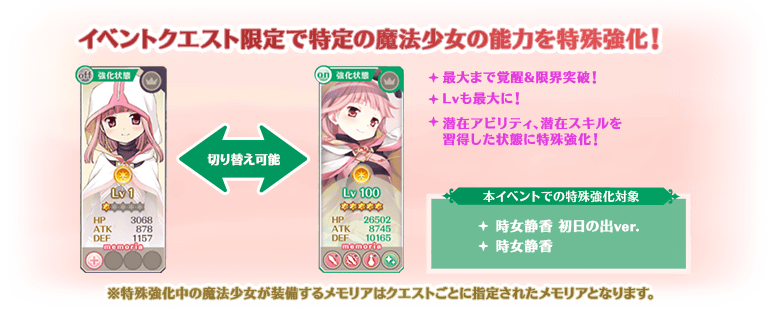 イベントクエスト限定で特定の魔法少女の能力を特殊強化!
off 強化状態
Lv 1
HP 3068
ATK 878
DEF 1157
memoria
切り替え可能
on 強化状態
Lv 100
HP 26502
ATK 8745
DEF 10165
memoria
最大まで覚醒&限界突破!
Lvも最大に!
潜在アビリティ、潜在スキルを
習得した状態に特殊強化!
本イベントでの特殊強化対象
時女静香 初日の出ver.
時女静香
※特殊強化中の魔法少女が装備するメモリアはクエストごとに指定されたメモリアとなります。